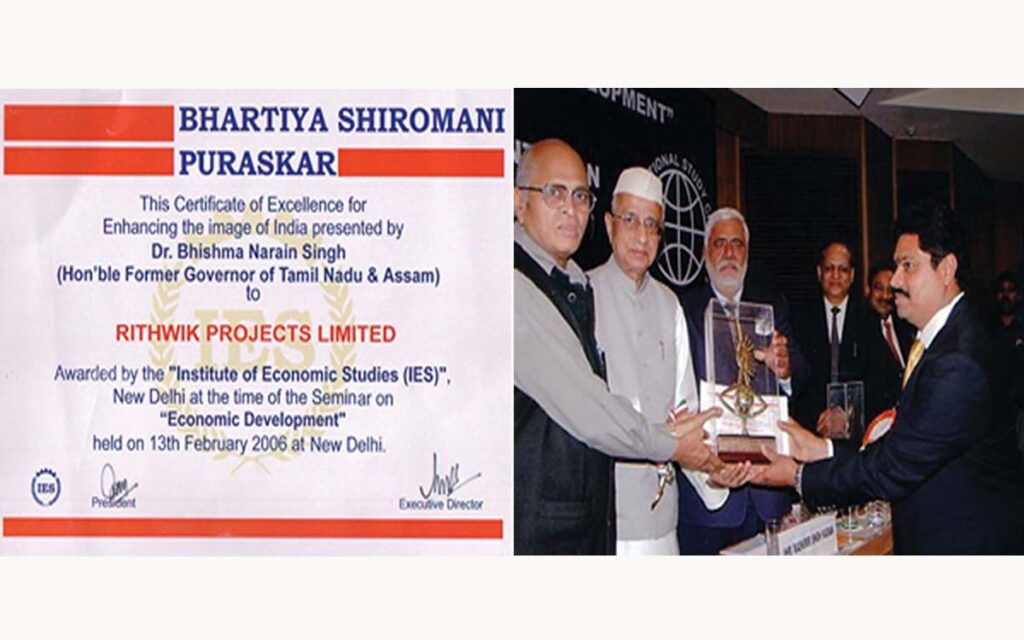 BHARTIYA SHIROMANI
PURASKAR
This Certificate of Excellence for
Enhancing the image of India presented by
Dr. Bhishma Narain Singh
(Hon'ble Former Governor of Tamil Nadu & Assam)
to
RITHWIK PROJECTS LIMITED
Awarded by the "Institute of Economic Studies (IES)",
New Delhi at the time of the Seminar on
"Economic Development"
held on 13th February 2006 at New Delhi.
IES
IES
President
Executive Director
OPMENT"
ONAL STUDY C